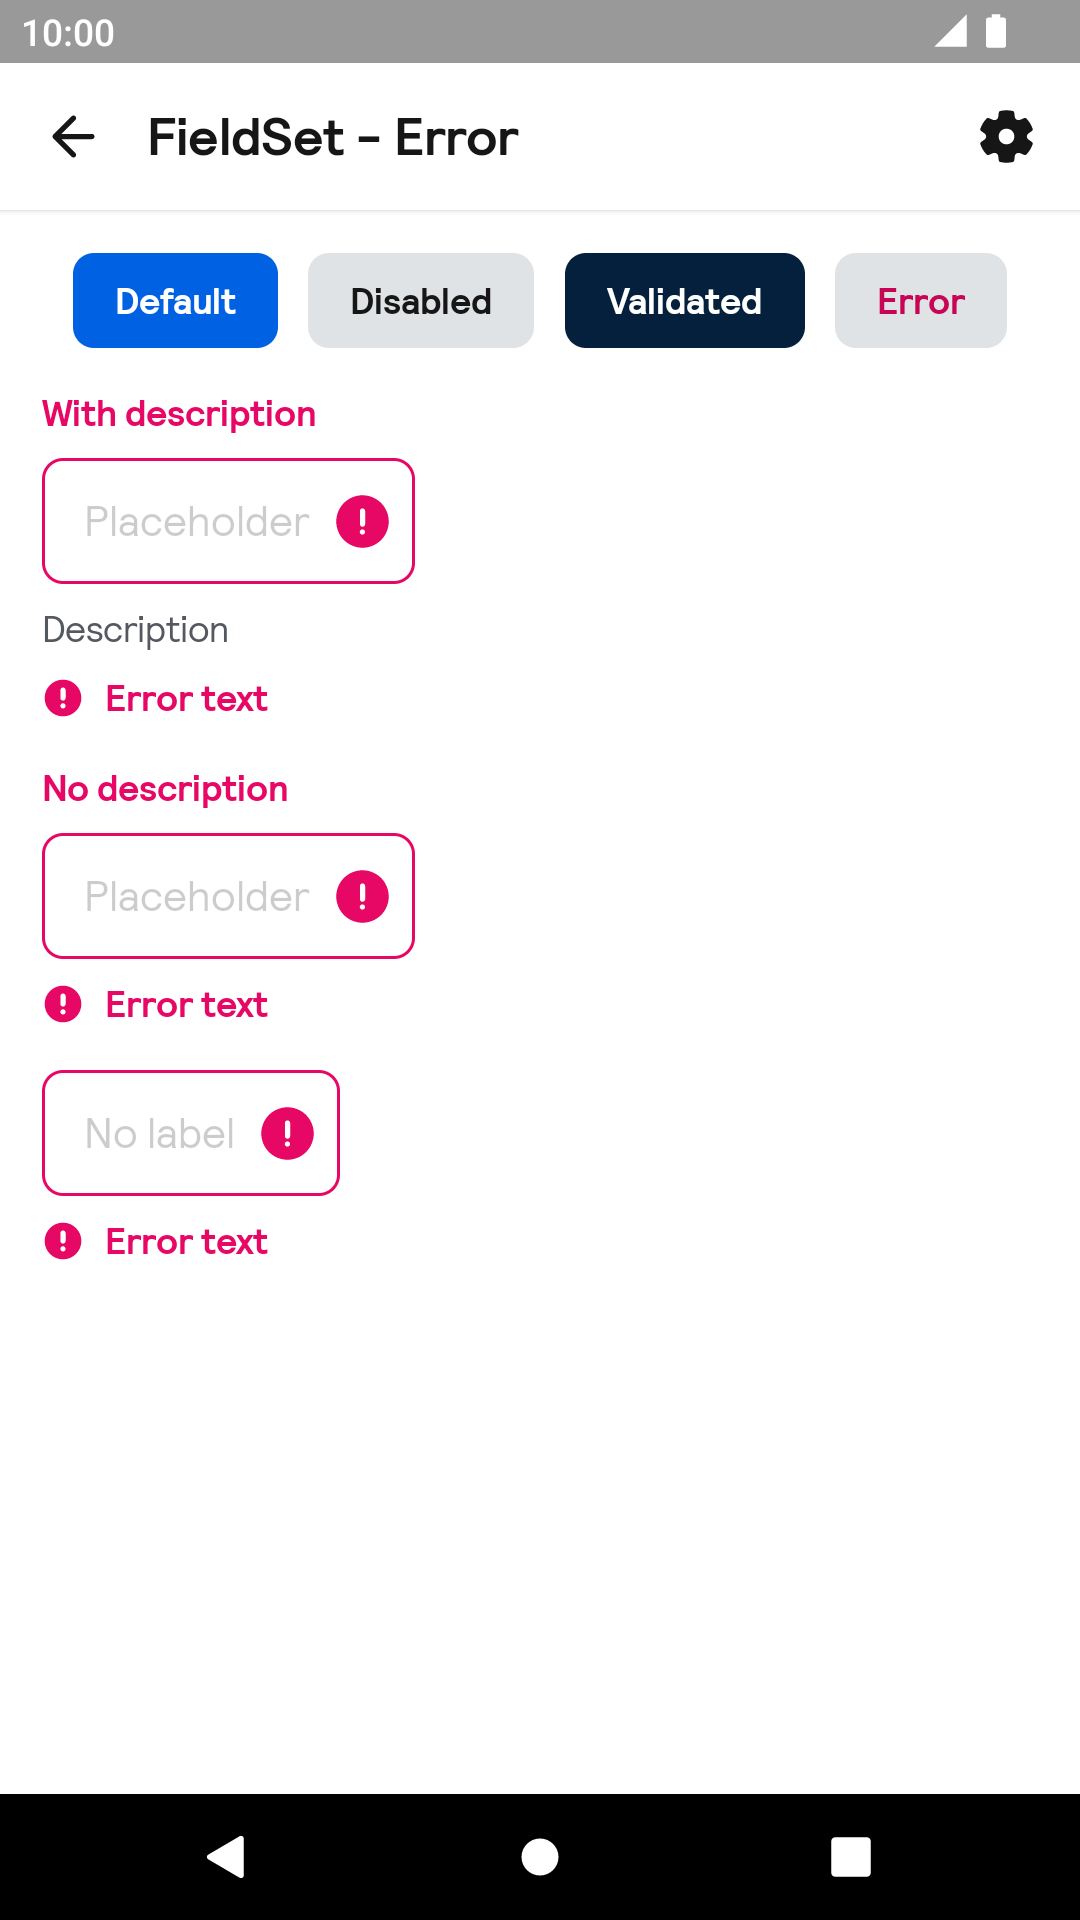 10:00
FieldSet - Error
Default Disabled Validated Error
With description
Placeholder
Description
Error text
No description
Placeholder
Error text
No label
Error text